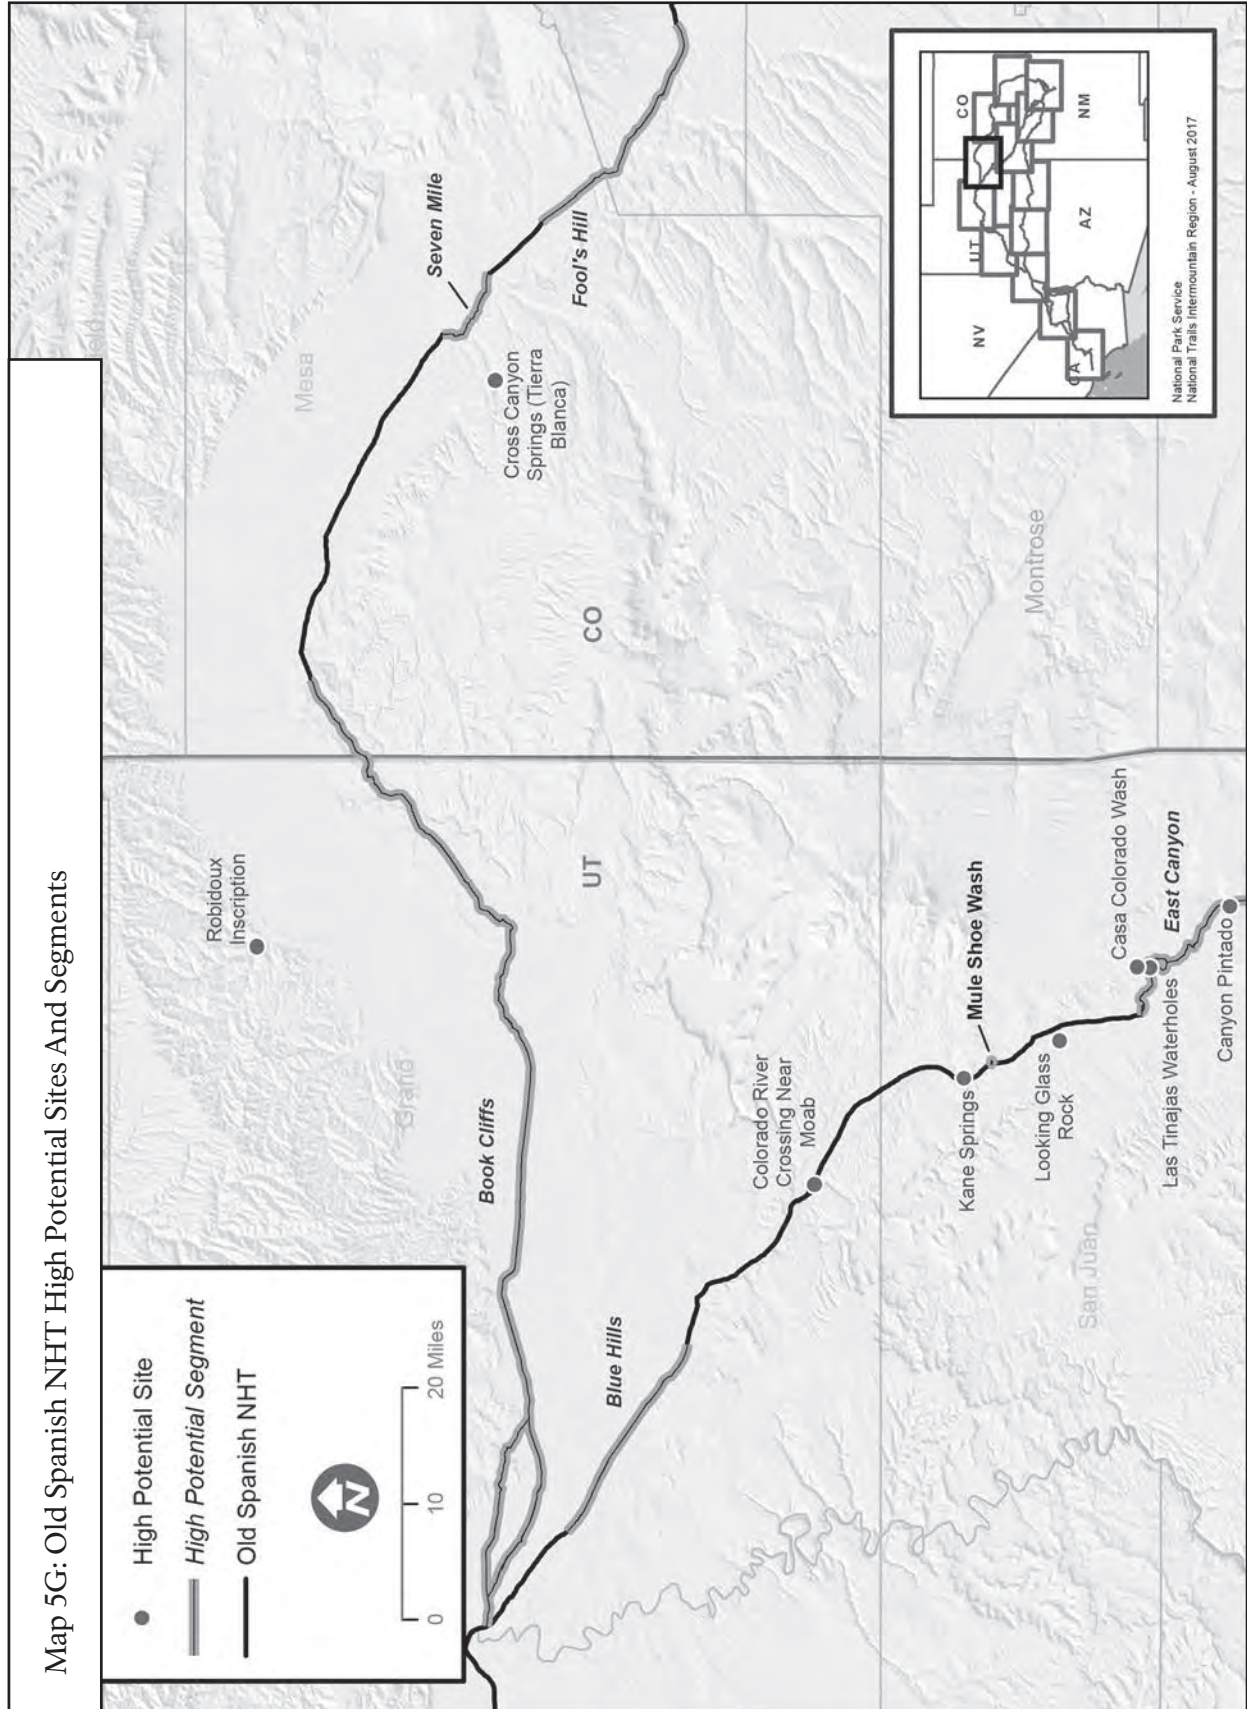 Map 5G: Old Spanish NHT High Potential Sites And Segments
High Potential Site
High Potential Segment
Old Spanish NHT
N
0
10
20 Miles
Robidoux
Inscription
Mesa
Grand
Seven Mile
Fool's Hill
Cross Canyon
Springs (Tierra
Blanca)
Book Cliffs
UT
CO
Blue Hills
Colorado River
Crossing Near
Moab
Kane Springs
Mule Shoe Wash
Looking Glass
Rock
Casa Colorado Wash
Las Tinajas Waterholes
East Canyon
Canyon Pintado
San Juan
Montrose
NV
UT
CO
CA
AZ
NM
National Park Service
National Trails Intermountain Region - August 2017